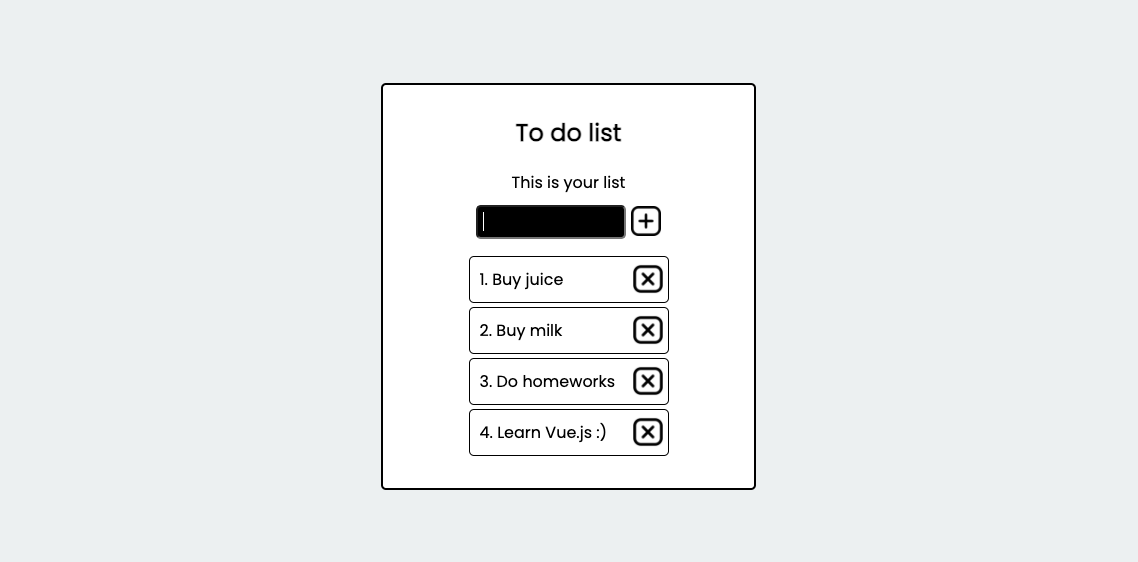 To do list
This is your list
1. Buy juice
2. Buy milk
3. Do homeworks
4. Learn Vue.js :)